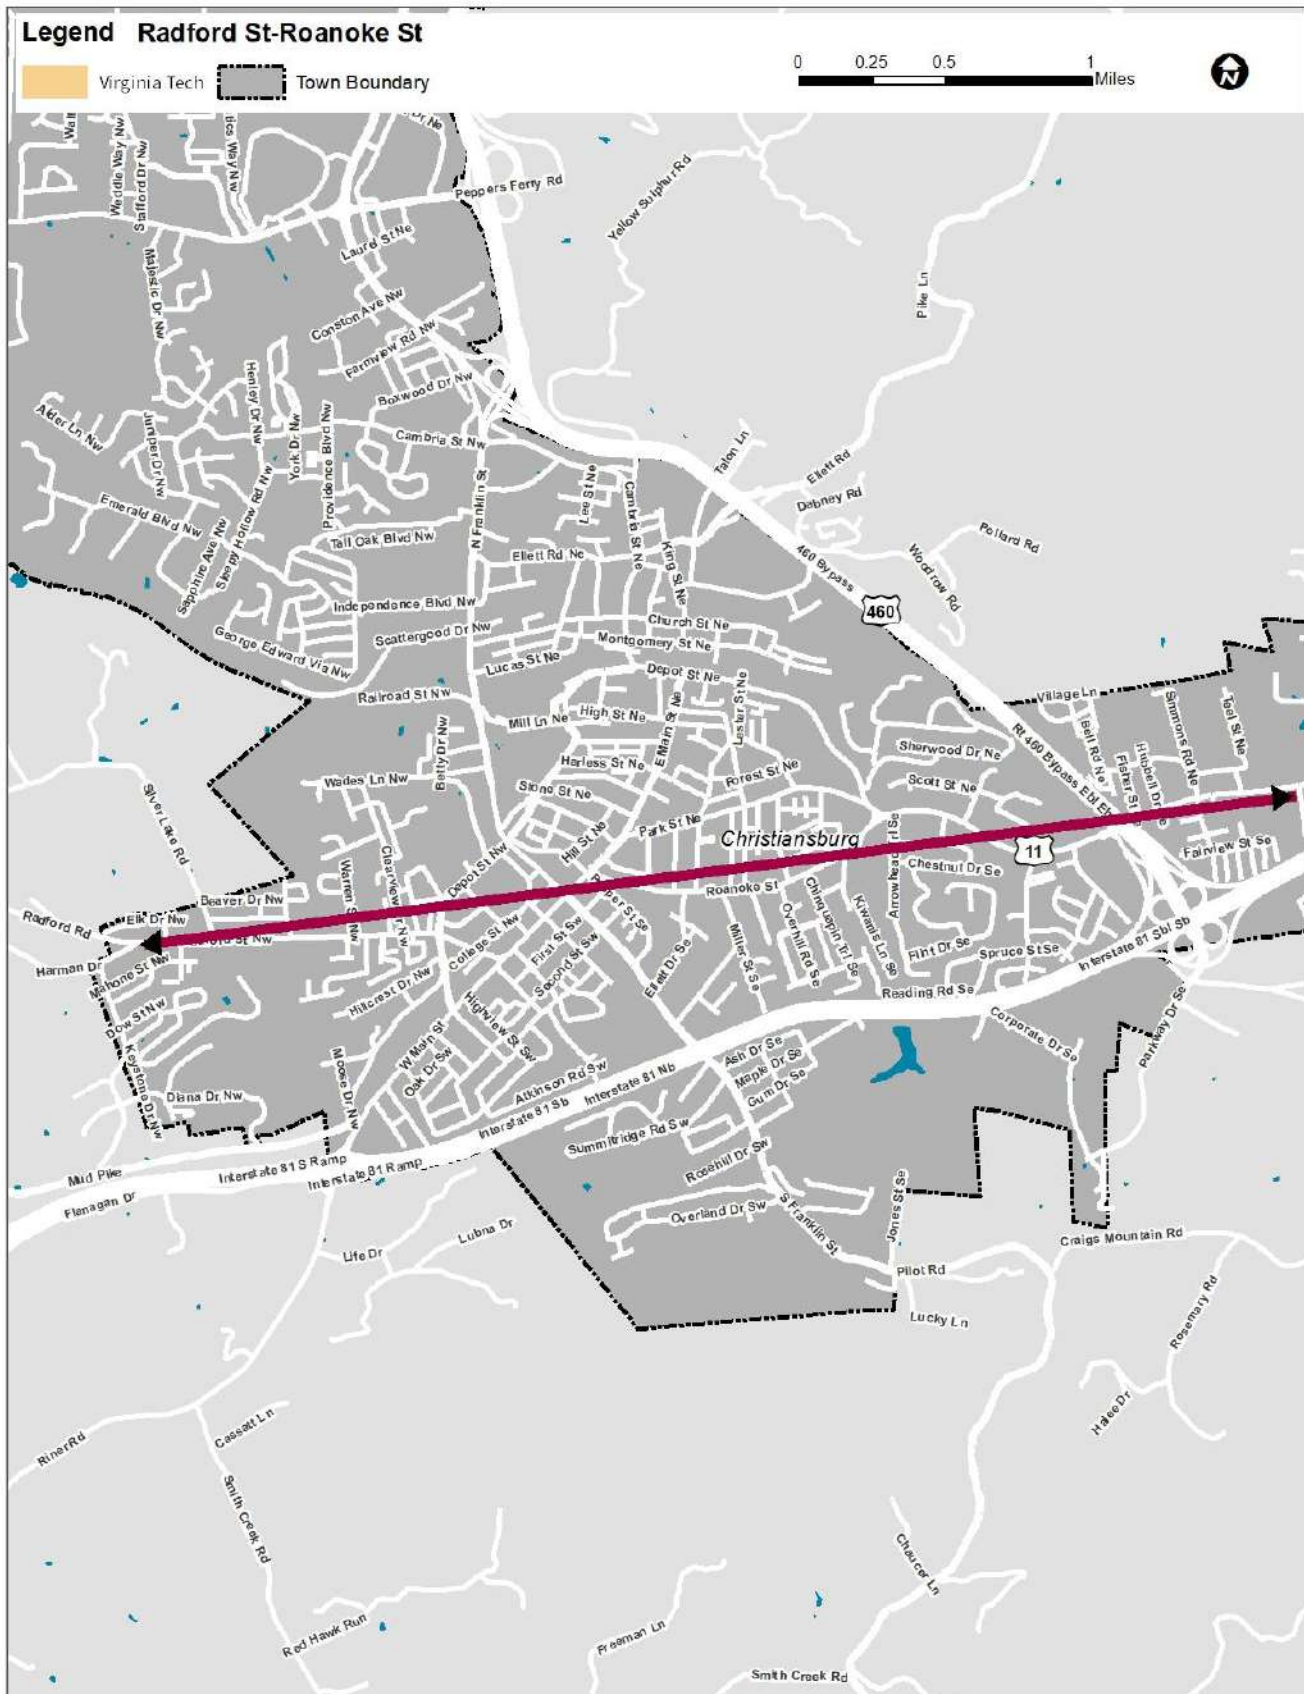 Legend Radford St-Roanoke St
Virginia Tech
Town Boundary
0 0.25 0.5 1
Miles
N
Weddle Way Nw
Stafford Dr Nw
Peppers Ferry Rd
Yellow Sulphur Rd
Laurel St Ne
Majestic Dr Nw
Conston Ave Nw
Pike Ln
Farmview Rd Nw
Boxwood Dr Nw
Henley Dr Nw
York Dr Nw
Providence Blvd Nw
Alder Ln Nw
Juniper Dr Nw
Cambria St Nw
Talon Ln
Ellett Rd
Dabney Rd
Lee St Ne
Cambria St Ne
N Franklin St
Emerald Blvd Nw
Sapphire Ave Nw
Sleepy Hollow Rd Nw
Tall Oak Blvd Nw
Ellett Rd Ne
King St Ne
460 Bypass
Pollard Rd
Woodrow Rd
460
Independence Blvd Nw
Scattergood Dr Nw
Church St Ne
Montgomery St Ne
George Edward Via Nw
Lucas St Ne
Depot St Ne
Railroad St Nw
Village Ln
Mill Ln Ne
High St Ne
E Main St Ne
Lester St Ne
Simmons Rd Ne
Teel St Ne
Betty Dr Nw
Sherwood Dr Ne
Rt 460 Bypass Ebl Eb
Bell Rd Ne
Harless St Ne
Forest St Ne
Scott St Ne
Wades Ln Nw
Stone St Ne
Silver Lake Rd
Hill St Ne
Park St Ne
Christiansburg
11
Fairview St Se
Depot St Nw
Warren S Nw
Roanoke St
Arrowhead Trl Se
Chestnut Dr Se
Beaver Dr Nw
Elk Dr Nw
Radford Rd
Harman Dr
Mahone St Nw
College St Nw
First St Sw
Second St Sw
Overhill Rd Se
Chinquapin Trl Se
Kiwanis Ln Se
Miller St Se
Flint Dr Se
Spruce St Se
Interstate 81 Sbl Sb
Ellett Dr Se
Hillcrest Dr Nw
Reading Rd Se
Dow St Nw
Highview St Sw
Corporate Dr Se
Parkway Dr Se
Keystone Dr Nw
Moose Dr Nw
W Main St
Oak Dr Sw
Ash Dr Se
Maple Dr Se
Gum Dr Se
Atkinson Rd Sw
Interstate 81 Nb
Interstate 81 Sb
Diana Dr Nw
Summitridge Rd Sw
Rosehill Dr Sw
Mud Pike
Interstate 81 S Ramp
Interstate 81 Ramp
Flanagan Dr
Overland Dr Sw
S Franklin St
Jones St Se
Lubna Dr
Life Dr
Craigs Mountain Rd
Pilot Rd
Lucky Ln
Rosemary Rd
Halee Dr
Riner Rd
Cassatt Ln
Smith Creek Rd
Chaucer Ln
Red Hawk Run
Freeman Ln
Smith Creek Rd